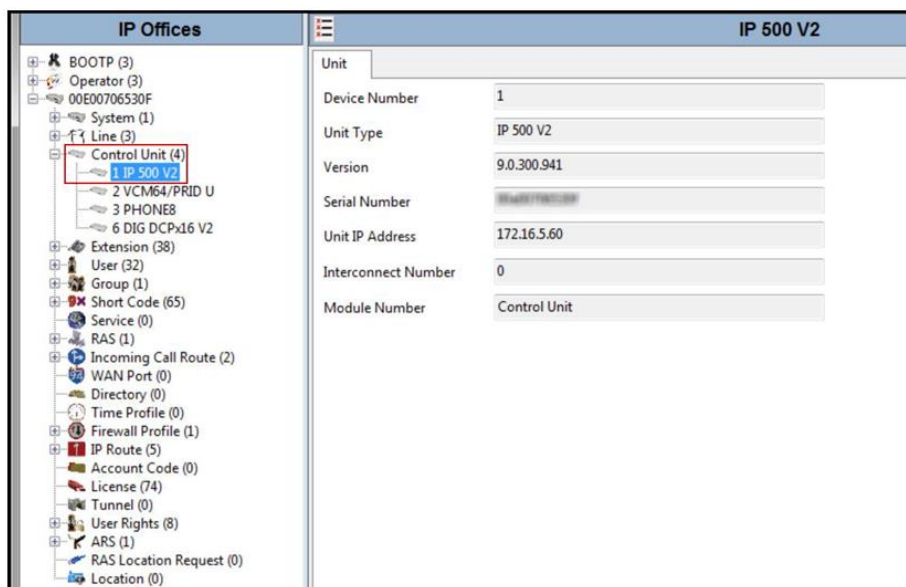 IP Offices
BOOTP (3)
Operator (3)
00E00706530F
System (1)
Line (3)
Control Unit (4)
1 IP 500 V2
2 VCM64/PRID U
3 PHONE8
6 DIG DCPx16 V2
Extension (38)
User (32)
Group (1)
Short Code (65)
Service (0)
RAS (1)
Incoming Call Route (2)
WAN Port (0)
Directory (0)
Time Profile (0)
Firewall Profile (1)
IP Route (5)
Account Code (0)
License (74)
Tunnel (0)
User Rights (8)
ARS (1)
RAS Location Request (0)
Location (0)
IP 500 V2
Unit
Device Number 1
Unit Type IP 500 V2
Version 9.0.300.941
Serial Number
Unit IP Address 172.16.5.60
Interconnect Number 0
Module Number Control Unit